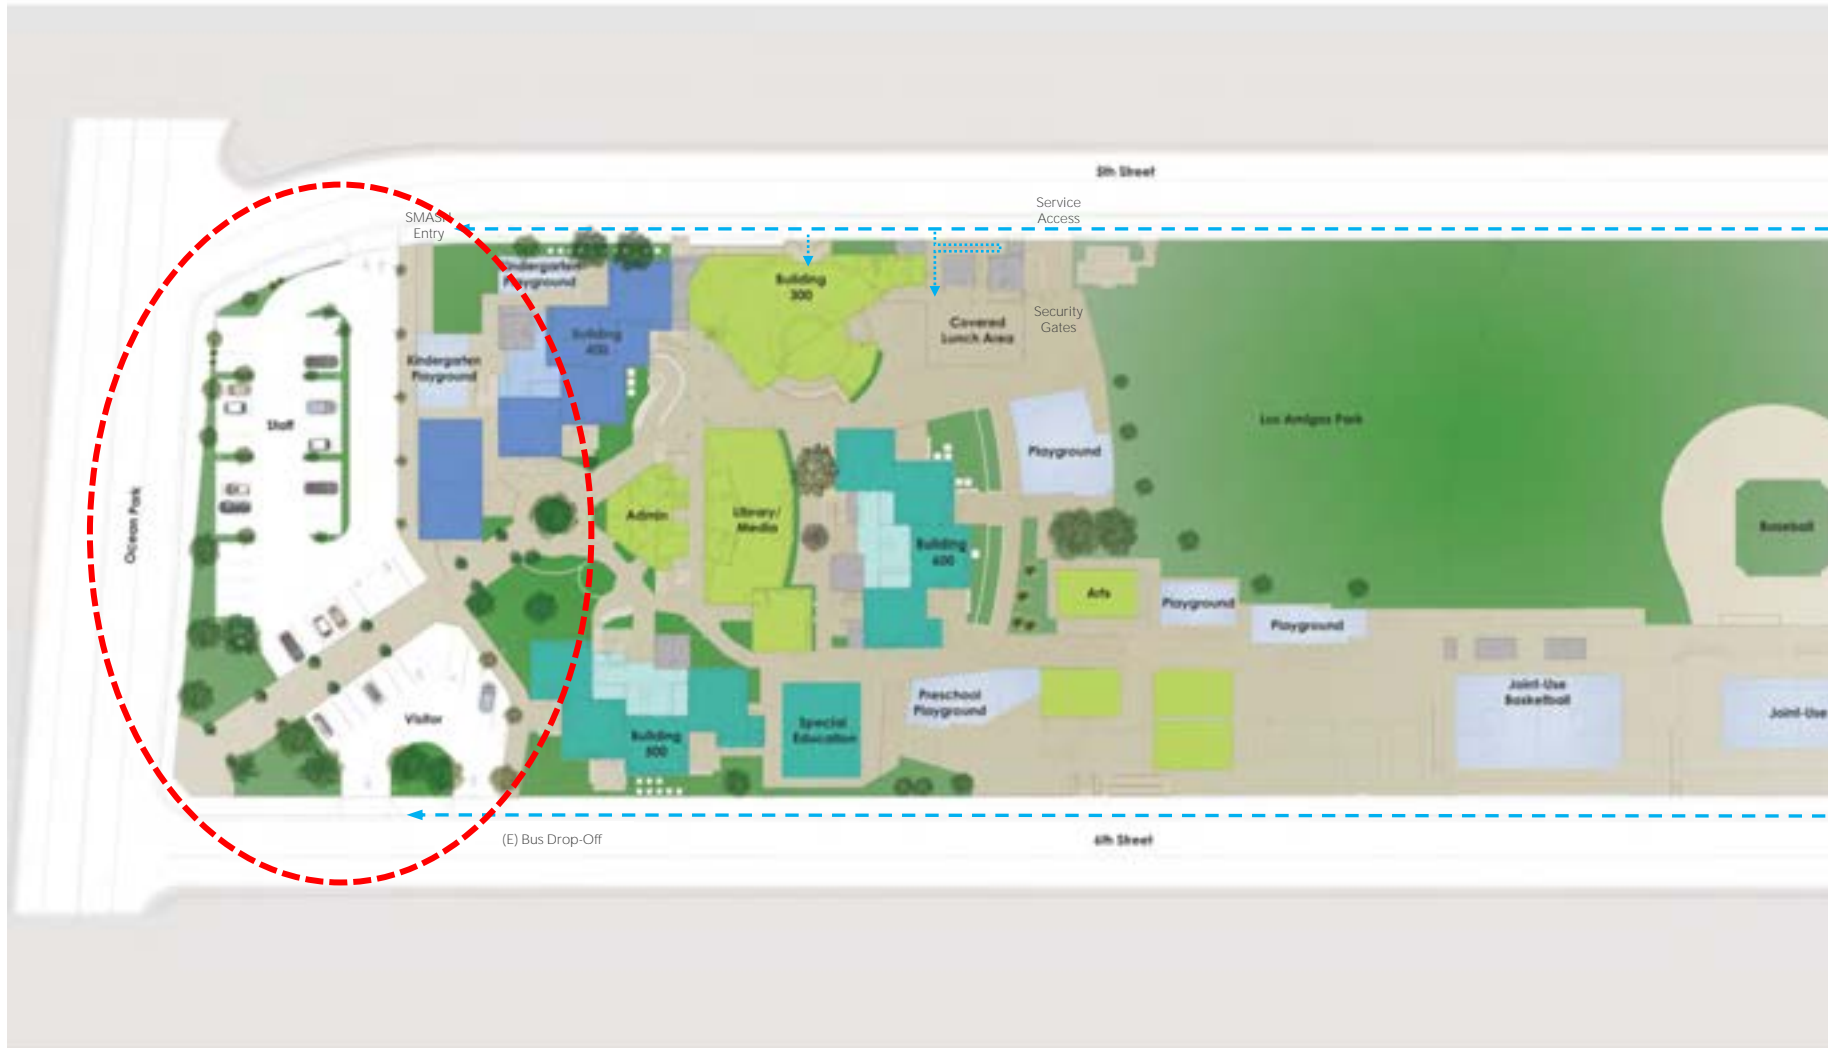 5th Street
SMASH
Entry
Service
Access
Kindergarten
Playground
Building
300
Building
400
Security
Gates
Covered
Lunch Area
Kindergarten
Playground
Staff
Los Amigos Park
Playground
Ocean Park
Admin
Library/
Media
Building
600
Baseball
Arts
Playground
Playground
Preschool
Playground
Joint-Use
Basketball
Joint-Use
Visitor
Building
500
Special
Education
(E) Bus Drop-Off
6th Street